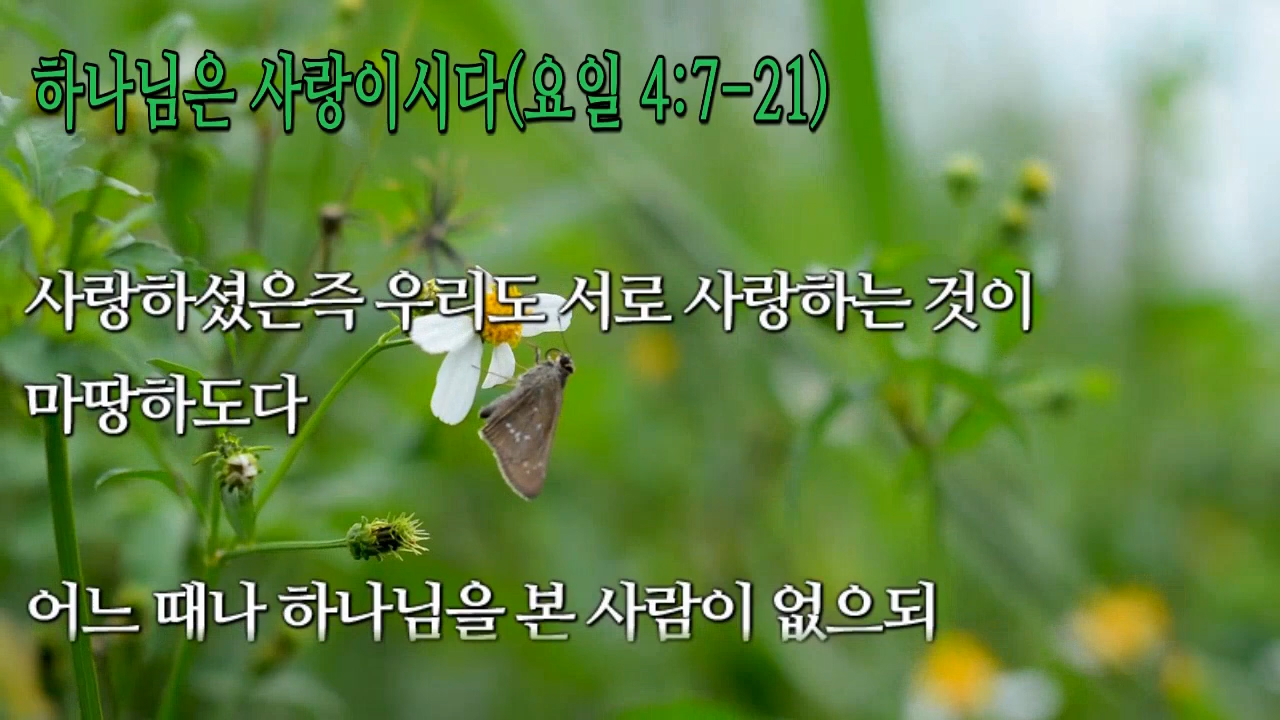 하나님은 사랑이시다(요일 4:7-21)
사랑하셨은즉 우리도 서로 사랑하는 것이
마땅하도다
어느 때나 하나님을 본 사람이 없으되